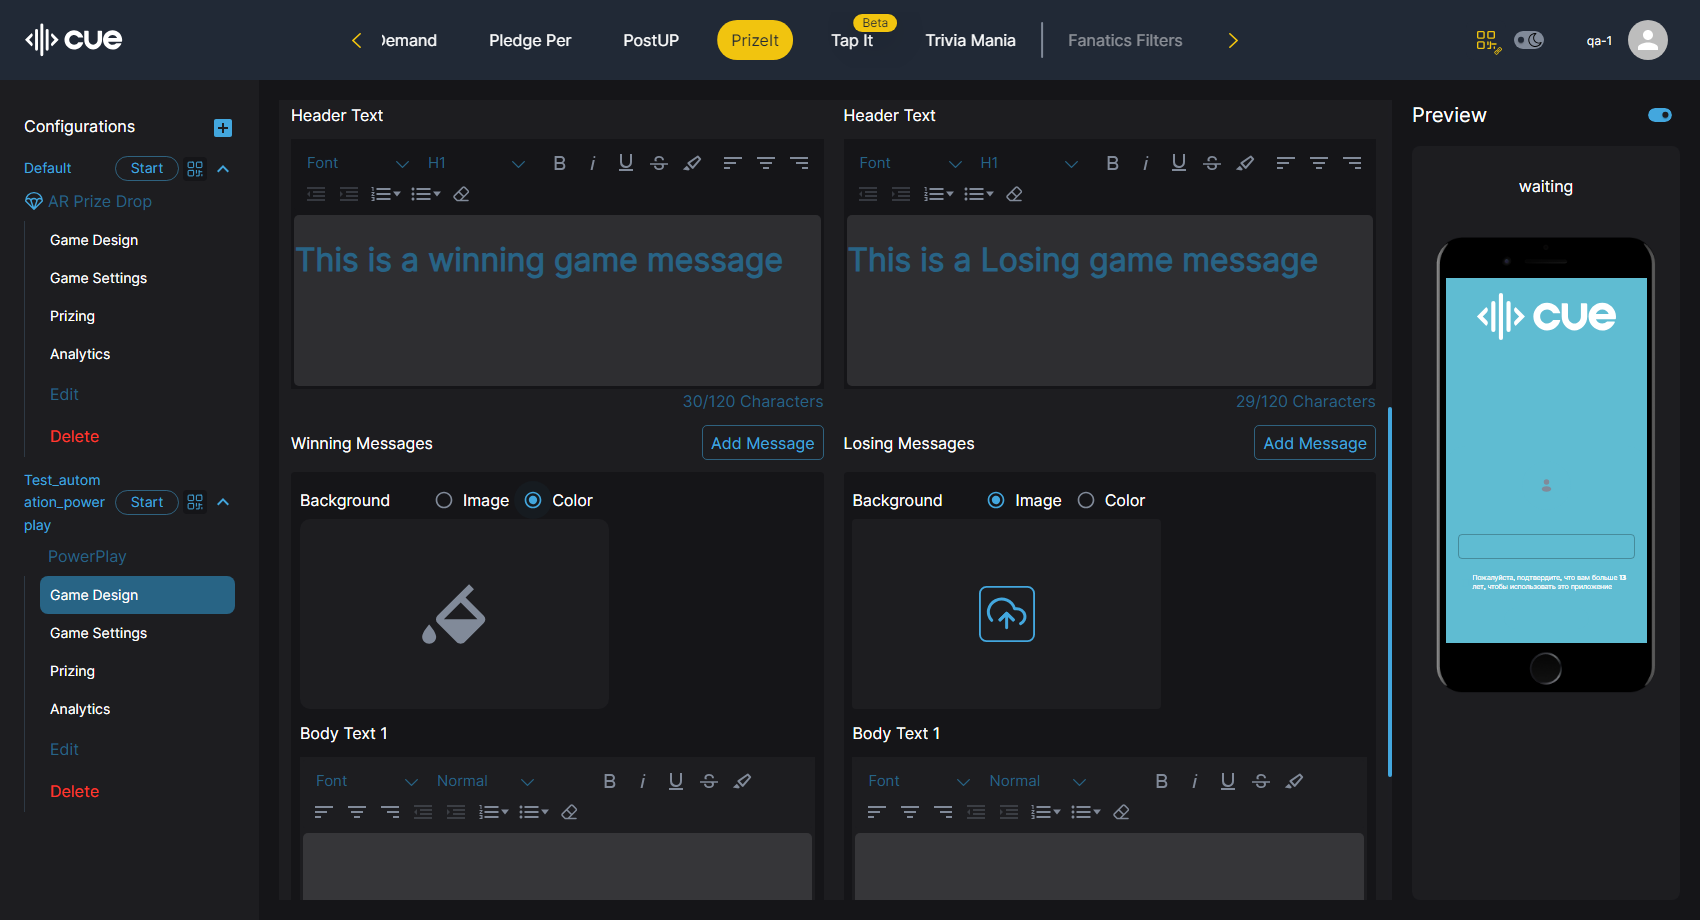 cue
Demand
Pledge Per
PostUP
PrizeIt
Beta
Tap It
Trivia Mania
Fanatics Filters
qa-1
Configurations
Default
Start
AR Prize Drop
Game Design
Game Settings
Prizing
Analytics
Edit
Delete
Test_autom
ation_power
play
Start
PowerPlay
Game Design
Game Settings
Prizing
Analytics
Edit
Delete
Header Text
Font
H1
This is a winning game message
30/120 Characters
Winning Messages
Add Message
Background
Image
Color
Body Text 1
Font
Normal
Header Text
Font
H1
This is a Losing game message
29/120 Characters
Losing Messages
Add Message
Background
Image
Color
Body Text 1
Font
Normal
Preview
waiting
cue
Пожалуйста, подтвердите, что вам больше 13
лет, чтобы использовать это приложение